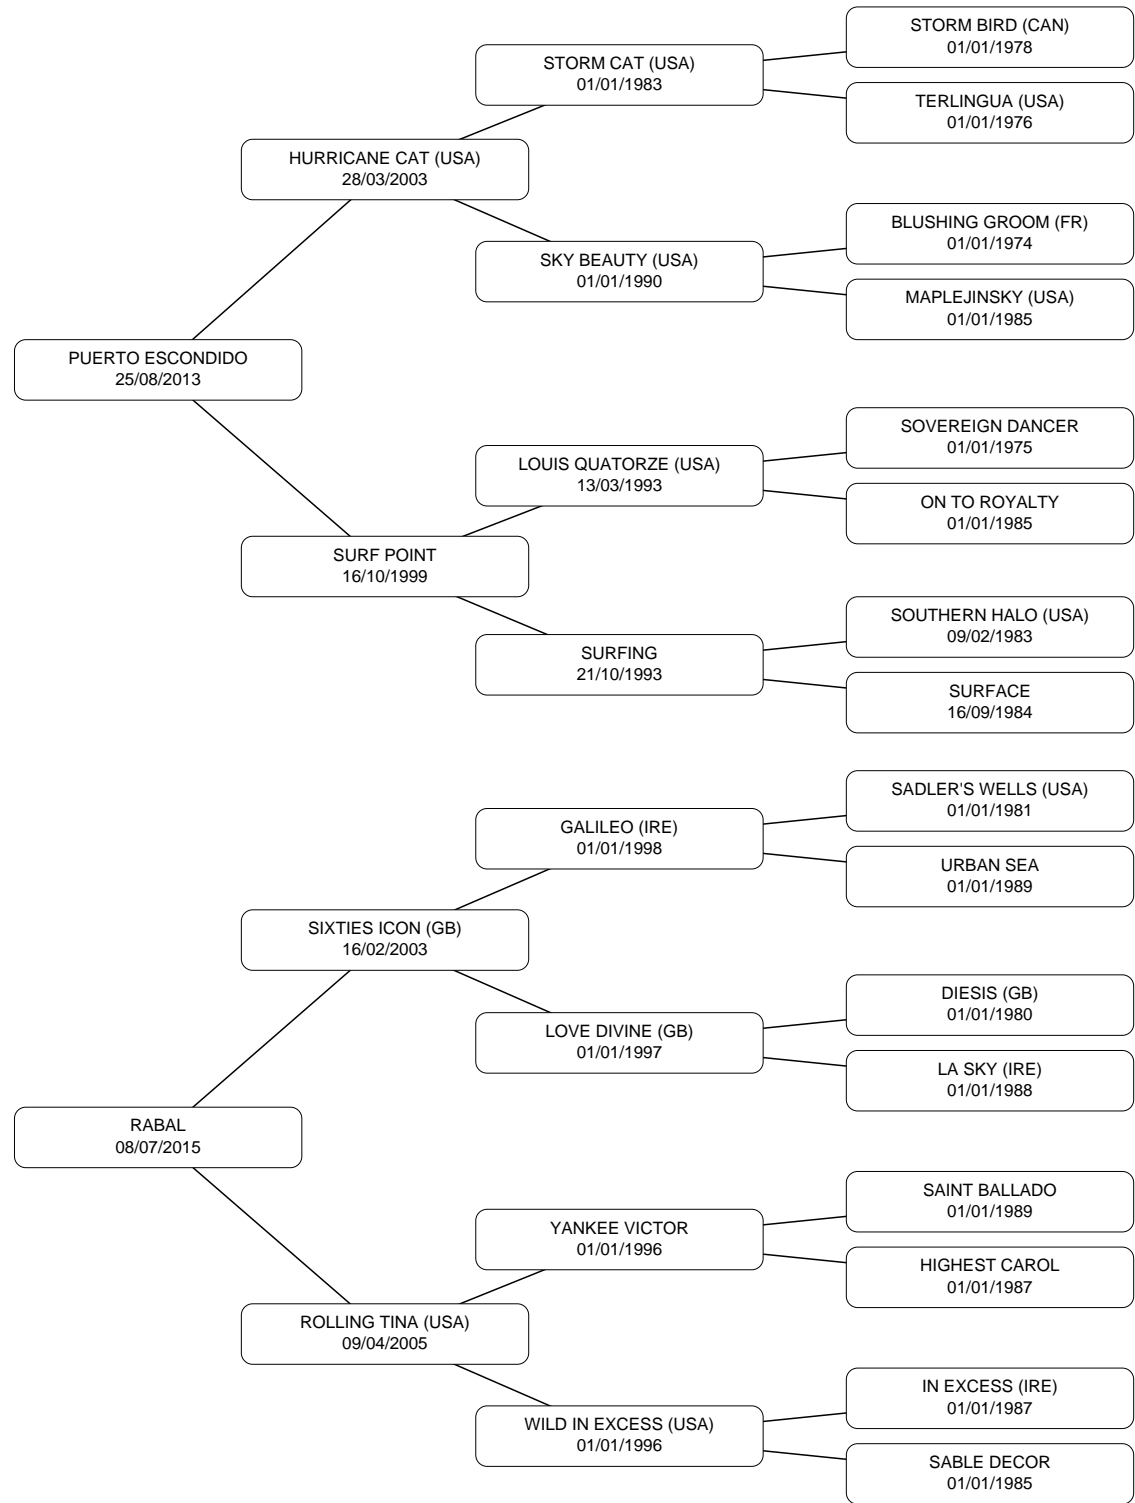 STORM BIRD (CAN)
01/01/1978
STORM CAT (USA)
01/01/1983
TERLINGUA (USA)
01/01/1976
HURRICANE CAT (USA)
28/03/2003
BLUSHING GROOM (FR)
01/01/1974
SKY BEAUTY (USA)
01/01/1990
MAPLEJINSKY (USA)
01/01/1985
PUERTO ESCONDIDO
25/08/2013
SOVEREIGN DANCER
01/01/1975
LOUIS QUATORZE (USA)
13/03/1993
ON TO ROYALTY
01/01/1985
SURF POINT
16/10/1999
SOUTHERN HALO (USA)
09/02/1983
SURFING
21/10/1993
SURFACE
16/09/1984
SADLER'S WELLS (USA)
01/01/1981
GALILEO (IRE)
01/01/1998
URBAN SEA
01/01/1989
SIXTIES ICON (GB)
16/02/2003
DIESIS (GB)
01/01/1980
LOVE DIVINE (GB)
01/01/1997
LA SKY (IRE)
01/01/1988
RABAL
08/07/2015
SAINT BALLADO
01/01/1989
YANKEE VICTOR
01/01/1996
HIGHEST CAROL
01/01/1987
ROLLING TINA (USA)
09/04/2005
IN EXCESS (IRE)
01/01/1987
WILD IN EXCESS (USA)
01/01/1996
SABLE DECOR
01/01/1985